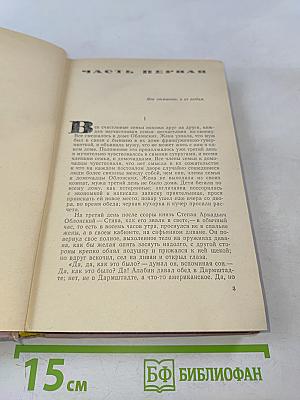 ЧАСТЬ ПЕРВАЯ
Мне отмщение, и аз воздам.
I
Все счастливые семьи похожи друг на друга, каж-
дая несчастливая семья несчастлива по-своему.
Все смешалось в доме Облонских. Жена узнала, что муж
был в связи с бывшею в их доме француженкою-гувер-
нанткой, и объявила мужу, что не может жить с ним в од-
ном доме. Положение это продолжалось уже третий день
и мучительно чувствовалось и самими супругами, и всеми
членами семьи, и домочадцами. Все члены семьи и до-
мочадцы чувствовали, что нет смысла в их сожительстве
и что на каждом постоялом дворе случайно сошедшиеся
люди более связаны между собой, чем они, члены семьи
и домочадцы Облонских. Жена не выходила из своих
комнат, мужа третий день не было дома. Дети бегали по
всему дому, как потерянные; англичанка поссорилась
с экономкой и написала записку приятельнице, прося
приискать ей новое место; повар ушел еще вчера со дво-
ра, во время обеда; черная кухарка и кучер просили рас-
чета.
На третий день после ссоры князь Степан Аркадьич
Облонский — Стива, как его звали в свете,— в обычный
час, то есть в восемь часов утра, проснулся не в спальне
жены, а в своем кабинете, на сафьянном диване. Он по-
вернул свое полное, выхоленное тело на пружинах дива-
на, как бы желая опять заснуть надолго, с другой сто-
роны крепко обнял подушку и прижался к ней щекой; но
вдруг вскочил, сел на диван и открыл глаза.
«Да, да, как это было? — думал он, вспоминая сон.—
Да, как это было? Да! Алабин давал обед в Дармштад-
те; нет, не в Дармштадте, а что-то американское. Да, но
3
15 см
БФ БИБЛИОФАН